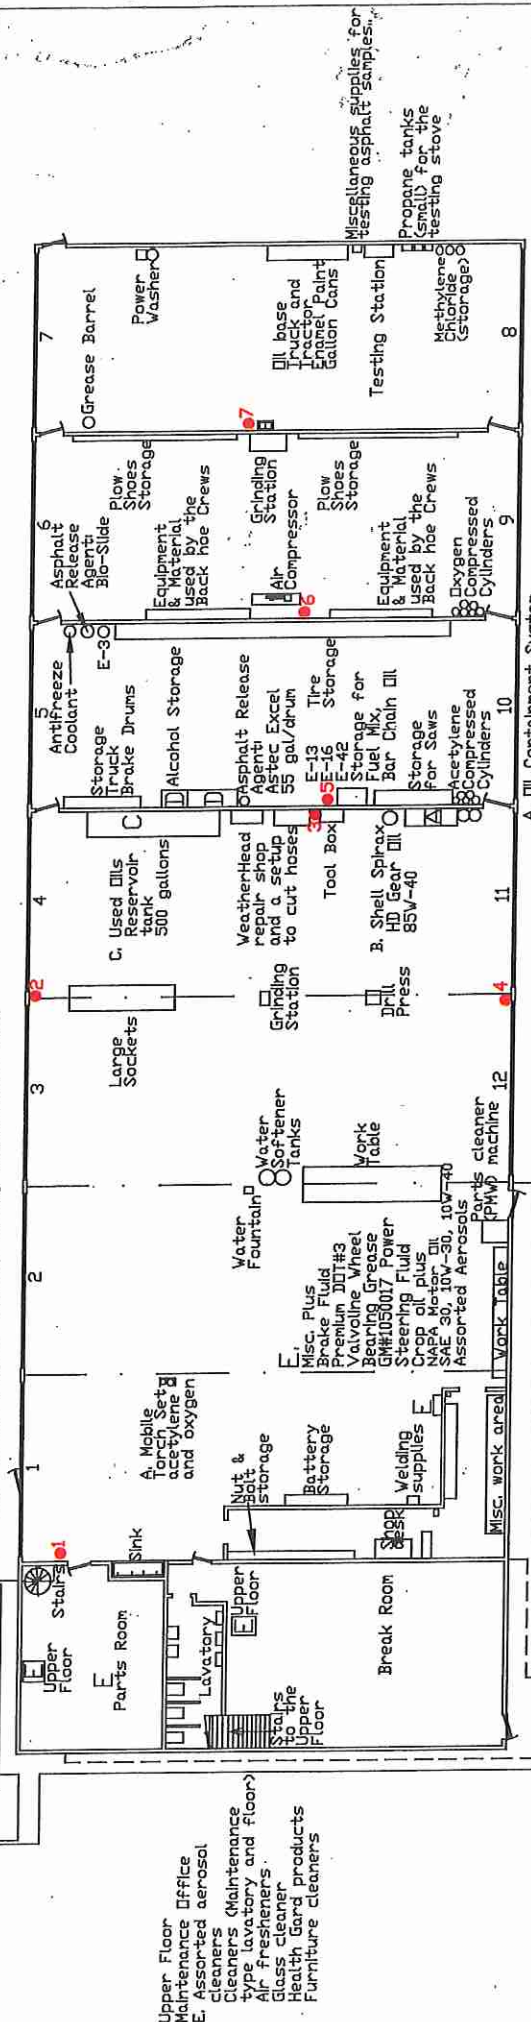 Upper Floor
Maintenance Office
E. Assorted aerosol
cleaners
Cleaners (Maintenance
type lavatory and floor)
Air fresheners
Glass cleaner
Health Gard products
Furniture cleaners
E
Upper
Floor
Stairs
E
Parts Room
Sink
Lavatory
Stairs
to the
Upper
Floor
E
Upper
Floor
Break Room
1
1
A. Mobile
Torch Set
acetylene
and oxygen
Nut &
Bolt
storage
Battery
Storage
Shop
desk
Welding
supplies
E
Misc. work area
2
Water
Fountain
Water
Softener
Tanks
E.
Misc. Plus
Brake Fluid
Premium DOT#3
Valvoline Wheel
Bearing Grease
GM#1050017 Power
Steering Fluid
Crop oil plus
NAPA Motor Oil
SAE 30, 10W-30, 10W-40
Assorted Aerosols
Work Table
Work
Table
Parts cleaner
(PMW) machine
12
3
2
Large
Sockets
Grinding
Station
Drill
Press
4
4
C. Used Oils
Reservoir
tank
500 gallons
C
WeatherHead
repair shop
and a setup
to cut hoses
3
Tool Box
B. Shell Spirax
HD Gear Oil
85W-40
11
5
Antifreeze
Coolant
Storage
Truck
Brake Drums
E-3
Alcohol Storage
D
D
Asphalt Release
Agent:
Astec Excel
55 gal/drum
E-13
E-16
E-42
Tire
Storage
5
Storage for
Fuel Mix,
Bar Chain Oil
Storage
for Saws
A
Acetylene
Compressed
Cylinders
10
6
Asphalt
Release
Agent:
Bio-Slide
Plow
Shoes
Storage
Equipment
& Material
used by the
Back hoe Crews
Grinding
Station
Air
Compressor
6
Plow
Shoes
Storage
Equipment
& Material
used by the
Back hoe Crews
Oxygen
Compressed
Cylinders
9
7
Grease Barrel
Power
Washer
7
Oil base
Truck and
Tractor
Enamel Paint
Gallon Cans
Testing Station
Methylene
Chloride
(storage)
8
Miscellaneous supplies for
testing asphalt samples.
Propane tanks
(small) for the
testing stove
A Oil Containment System